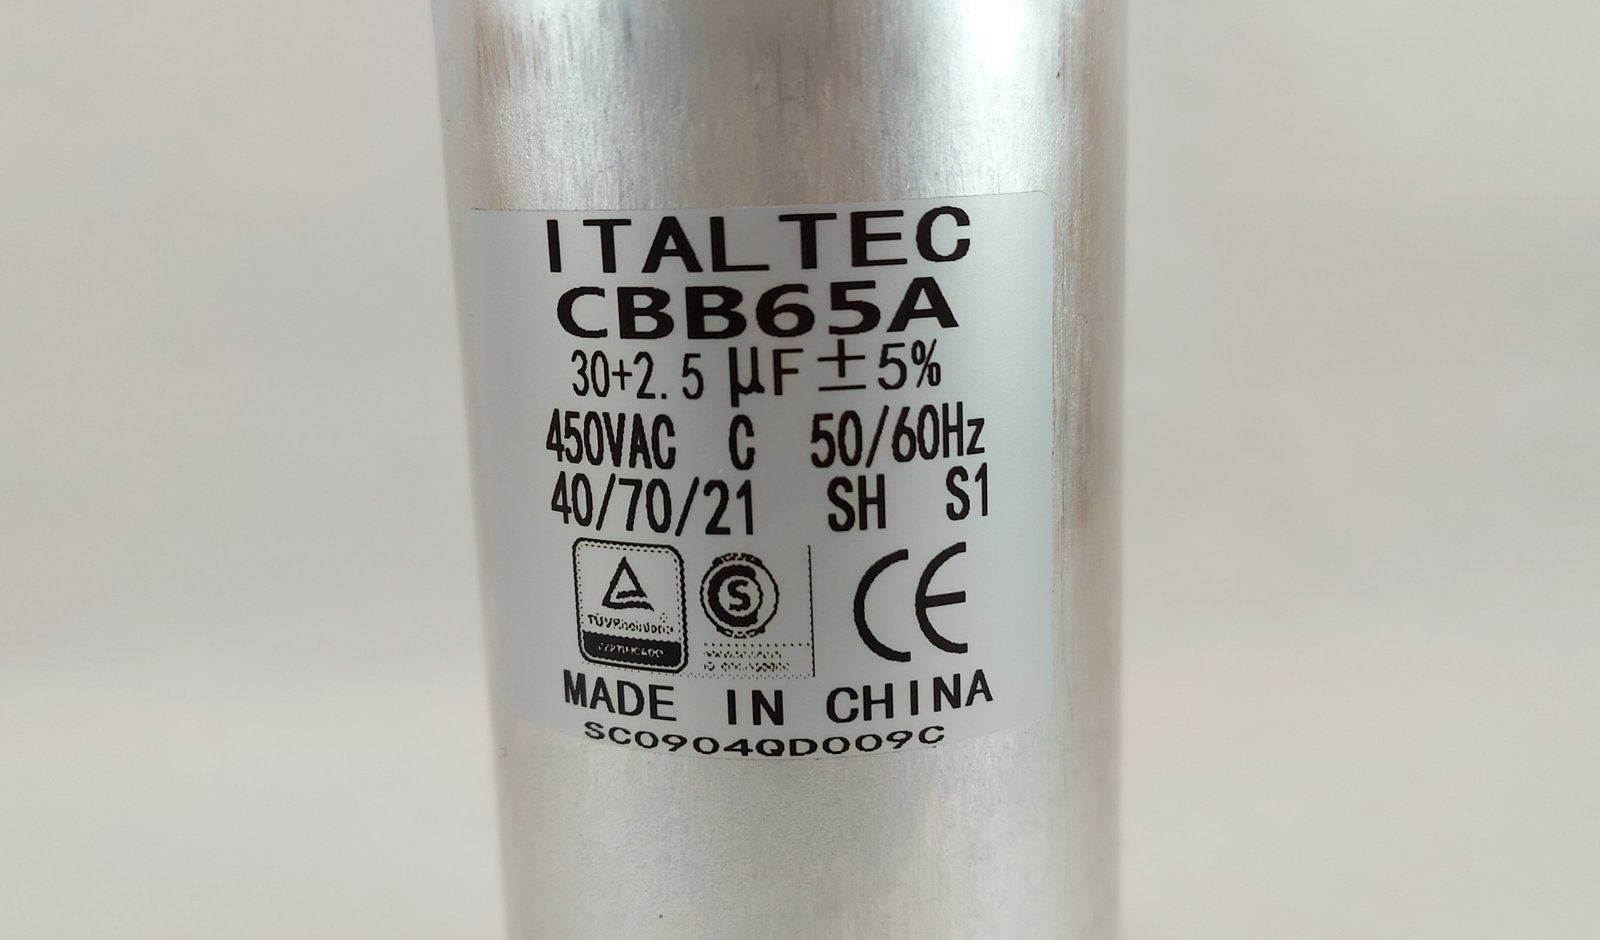 ITALTEC
CBB65A
30+2.5 µF ±5%
450VAC C 50/60Hz
40/70/21 SH S1
TÜVRheinland
CE
MADE IN CHINA
SC0904QD009C